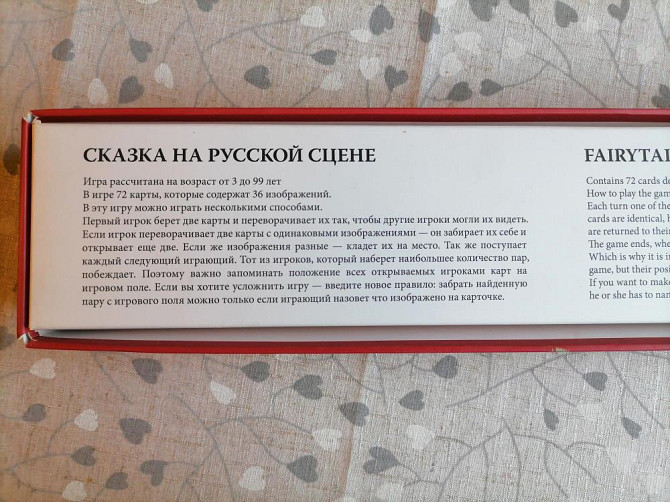 СКАЗКА НА РУССКОЙ СЦЕНЕ
Игра рассчитана на возраст от 3 до 99 лет
В игре 72 карты, которые содержат 36 изображений.
В эту игру можно играть несколькими способами.
Первый игрок берет две карты и переворачивает их так, чтобы другие игроки могли их видеть.
Если игрок переворачивает две карты с одинаковыми изображениями — он забирает их себе и
открывает еще две. Если же изображения разные — кладет их на место. Так же поступает
каждый следующий играющий. Тот из игроков, который наберет наибольшее количество пар,
побеждает. Поэтому важно запоминать положение всех открываемых игроками карт на
игровом поле. Если вы хотите усложнить игру — введите новое правило: забрать найденную
пару с игрового поля можно только если играющий назовет что изображено на карточке.
FAIRYTAL
Contains 72 cards de
How to play the gam
Each turn one of the
cards are identical, h
are returned to their
The game ends, whe
Which is why it is in
game, but their posi
If you want to make
he or she has to nam